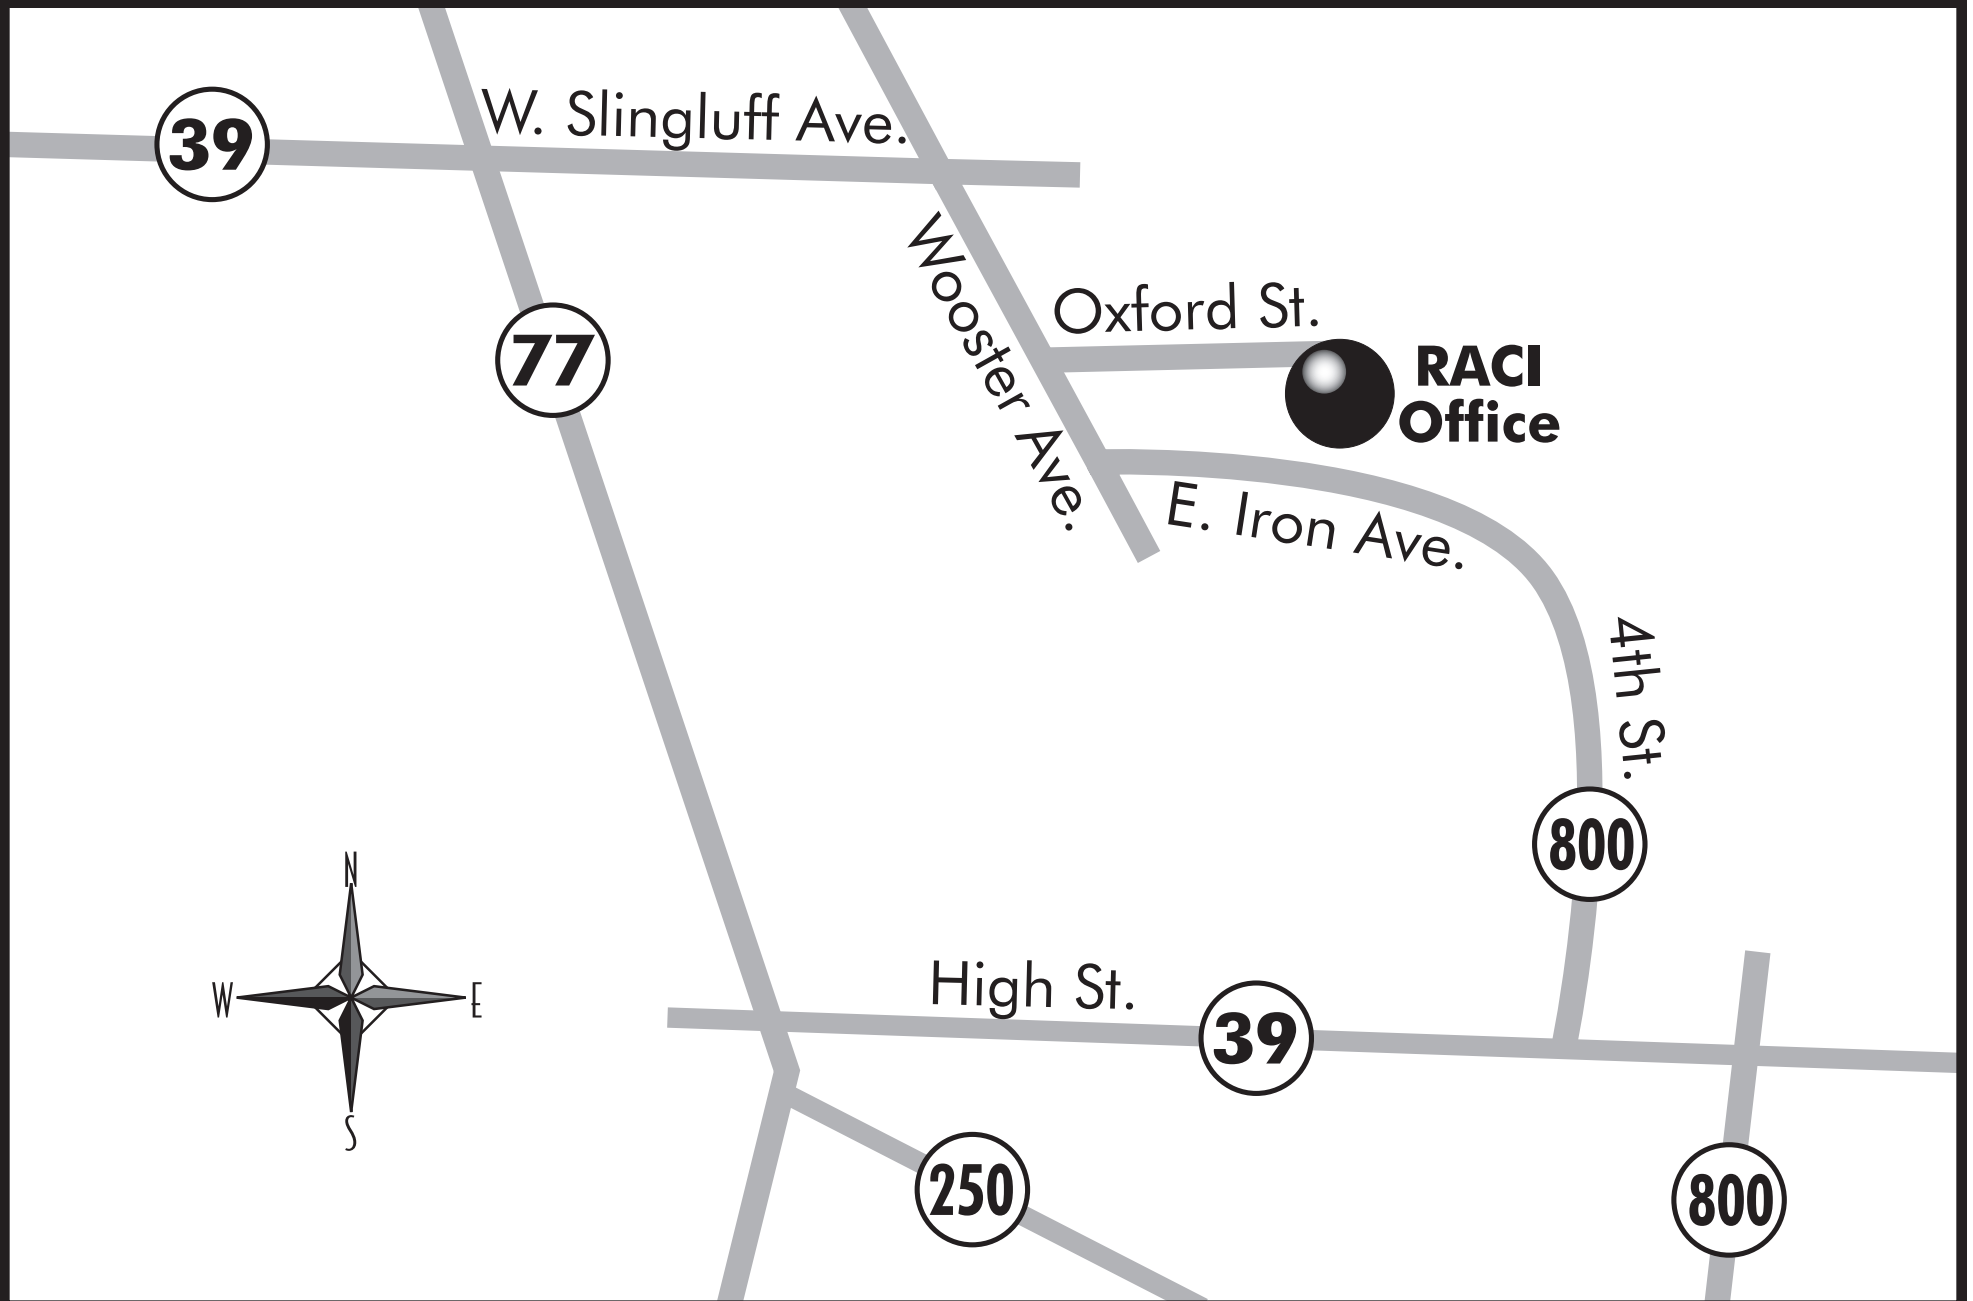 W. Slingluff Ave.
39
Wooster Ave.
Oxford St.
77
RACI
Office
E. Iron Ave.
4th St.
800
N
W
E
S
High St.
39
250
800